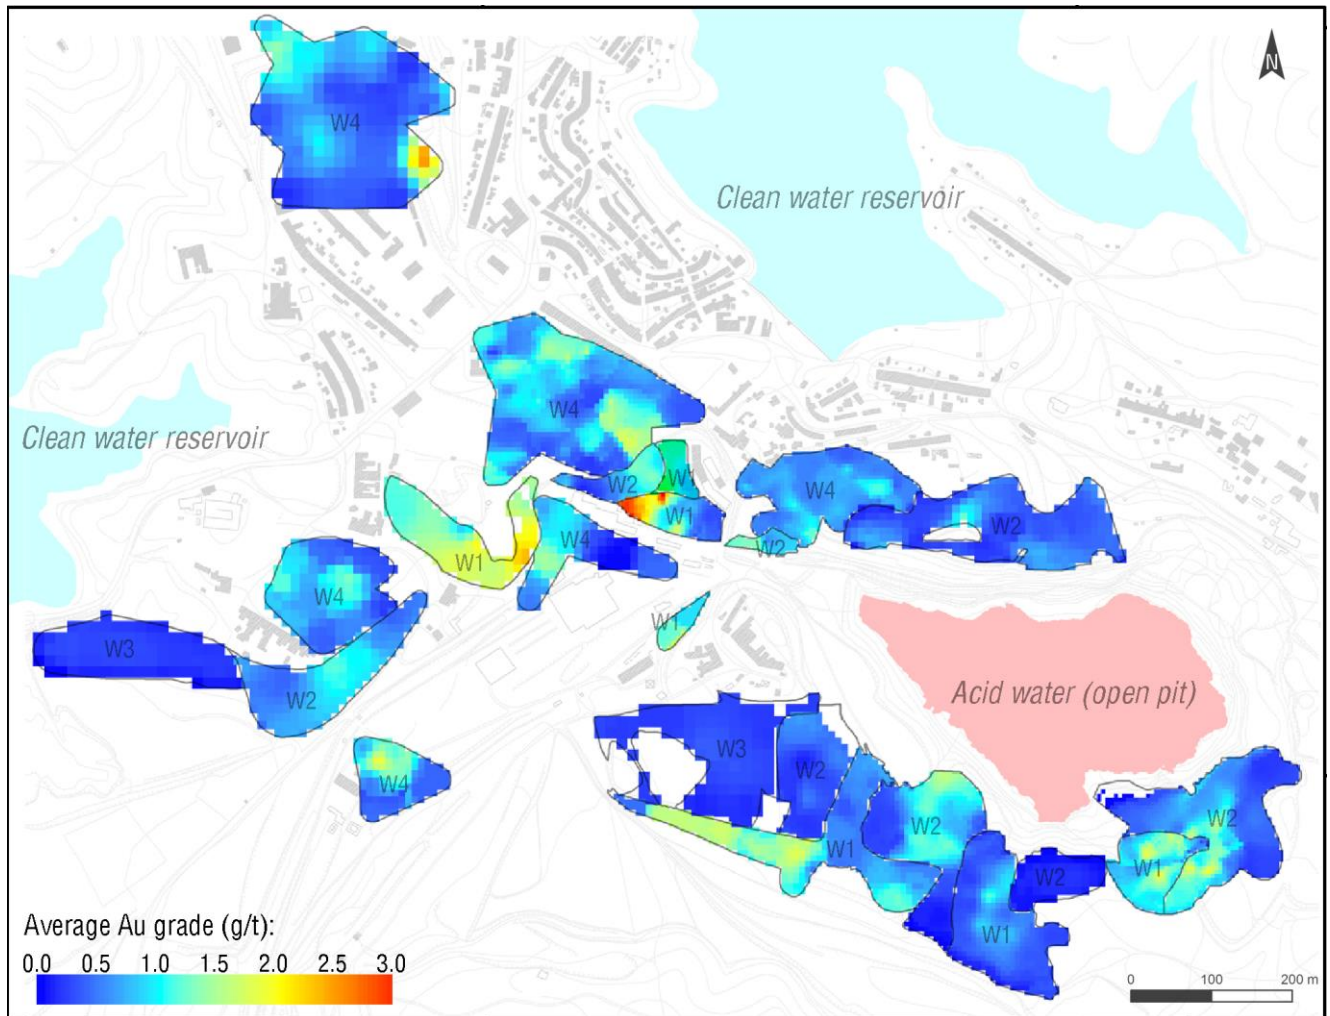 N
W4
Clean water reservoir
Clean water reservoir
W4
W2
W1
W1
W4
W2
W2
W1
W4
W4
W1
W3
W2
W4
Acid water (open pit)
W3
W2
W1
W2
W2
W1
W2
W1
Average Au grade (g/t):
0.0 0.5 1.0 1.5 2.0 2.5 3.0
0 100 200 m